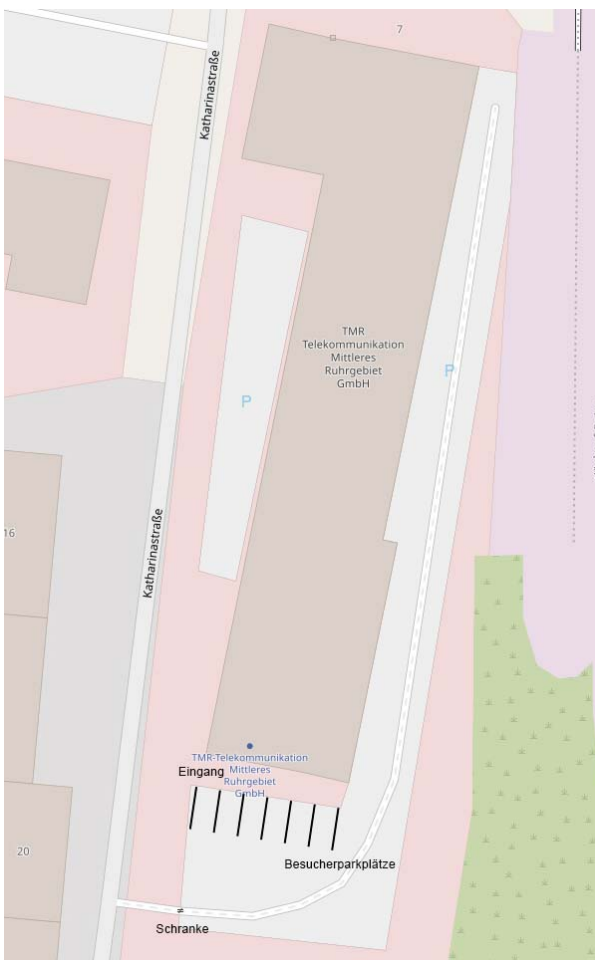 7
Katharinastraße
TMR
Telekommunikation
Mittleres
Ruhrgebiet
GmbH
P
P
16
Katharinastraße
TMR-Telekommunikation
Mittleres
Ruhrgebiet
GmbH
Eingang
20
Besucherparkplätze
Schranke